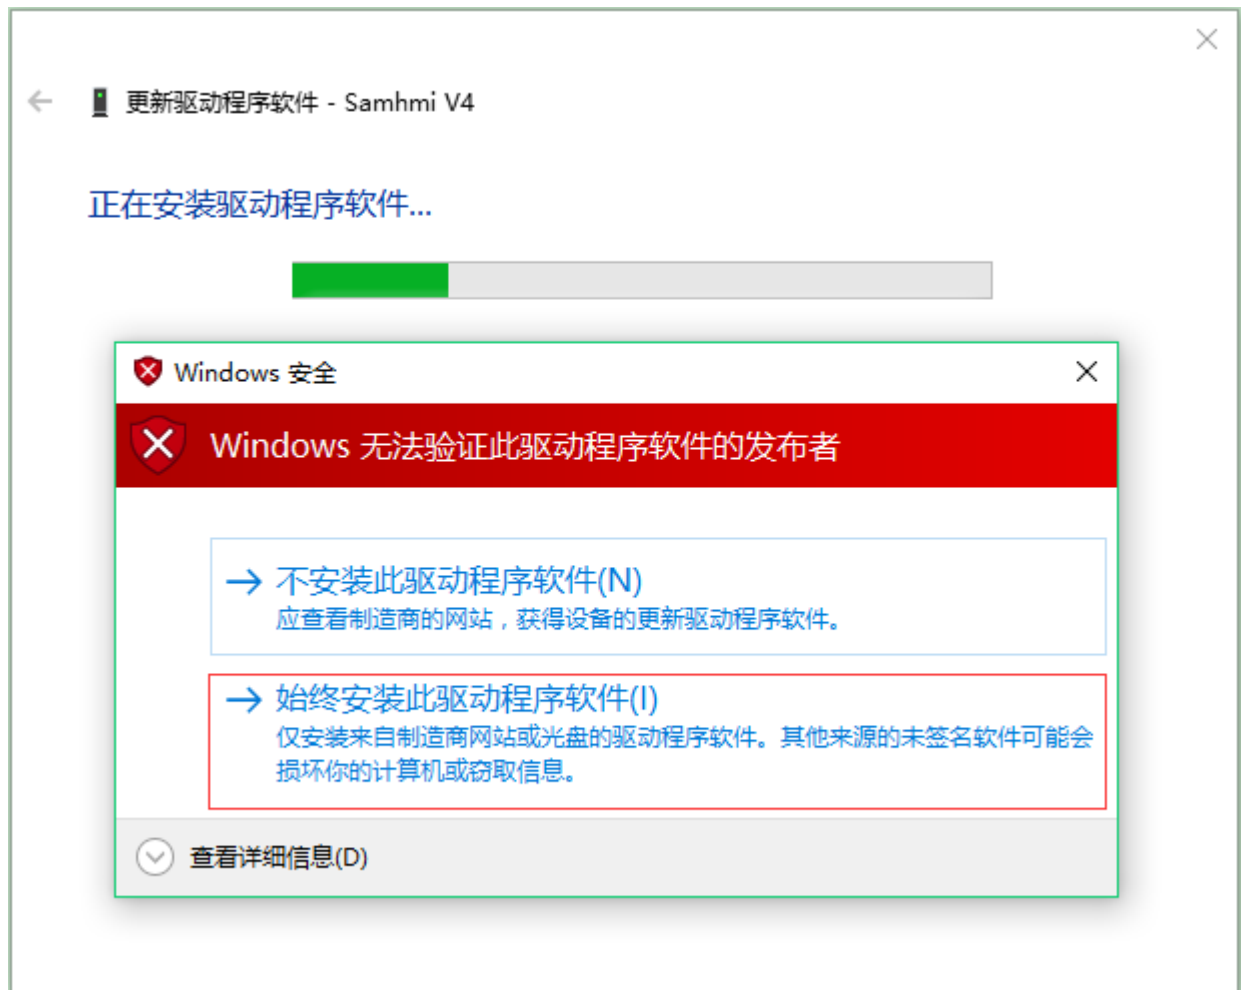 更新驱动程序软件 - Samhmi V4
正在安装驱动程序软件...
Windows 安全
Windows 无法验证此驱动程序软件的发布者
不安装此驱动程序软件(N)
应查看制造商的网站，获得设备的更新驱动程序软件。
始终安装此驱动程序软件(I)
仅安装来自制造商网站或光盘的驱动程序软件。其他来源的未签名软件可能会
损坏你的计算机或窃取信息。
查看详细信息(D)